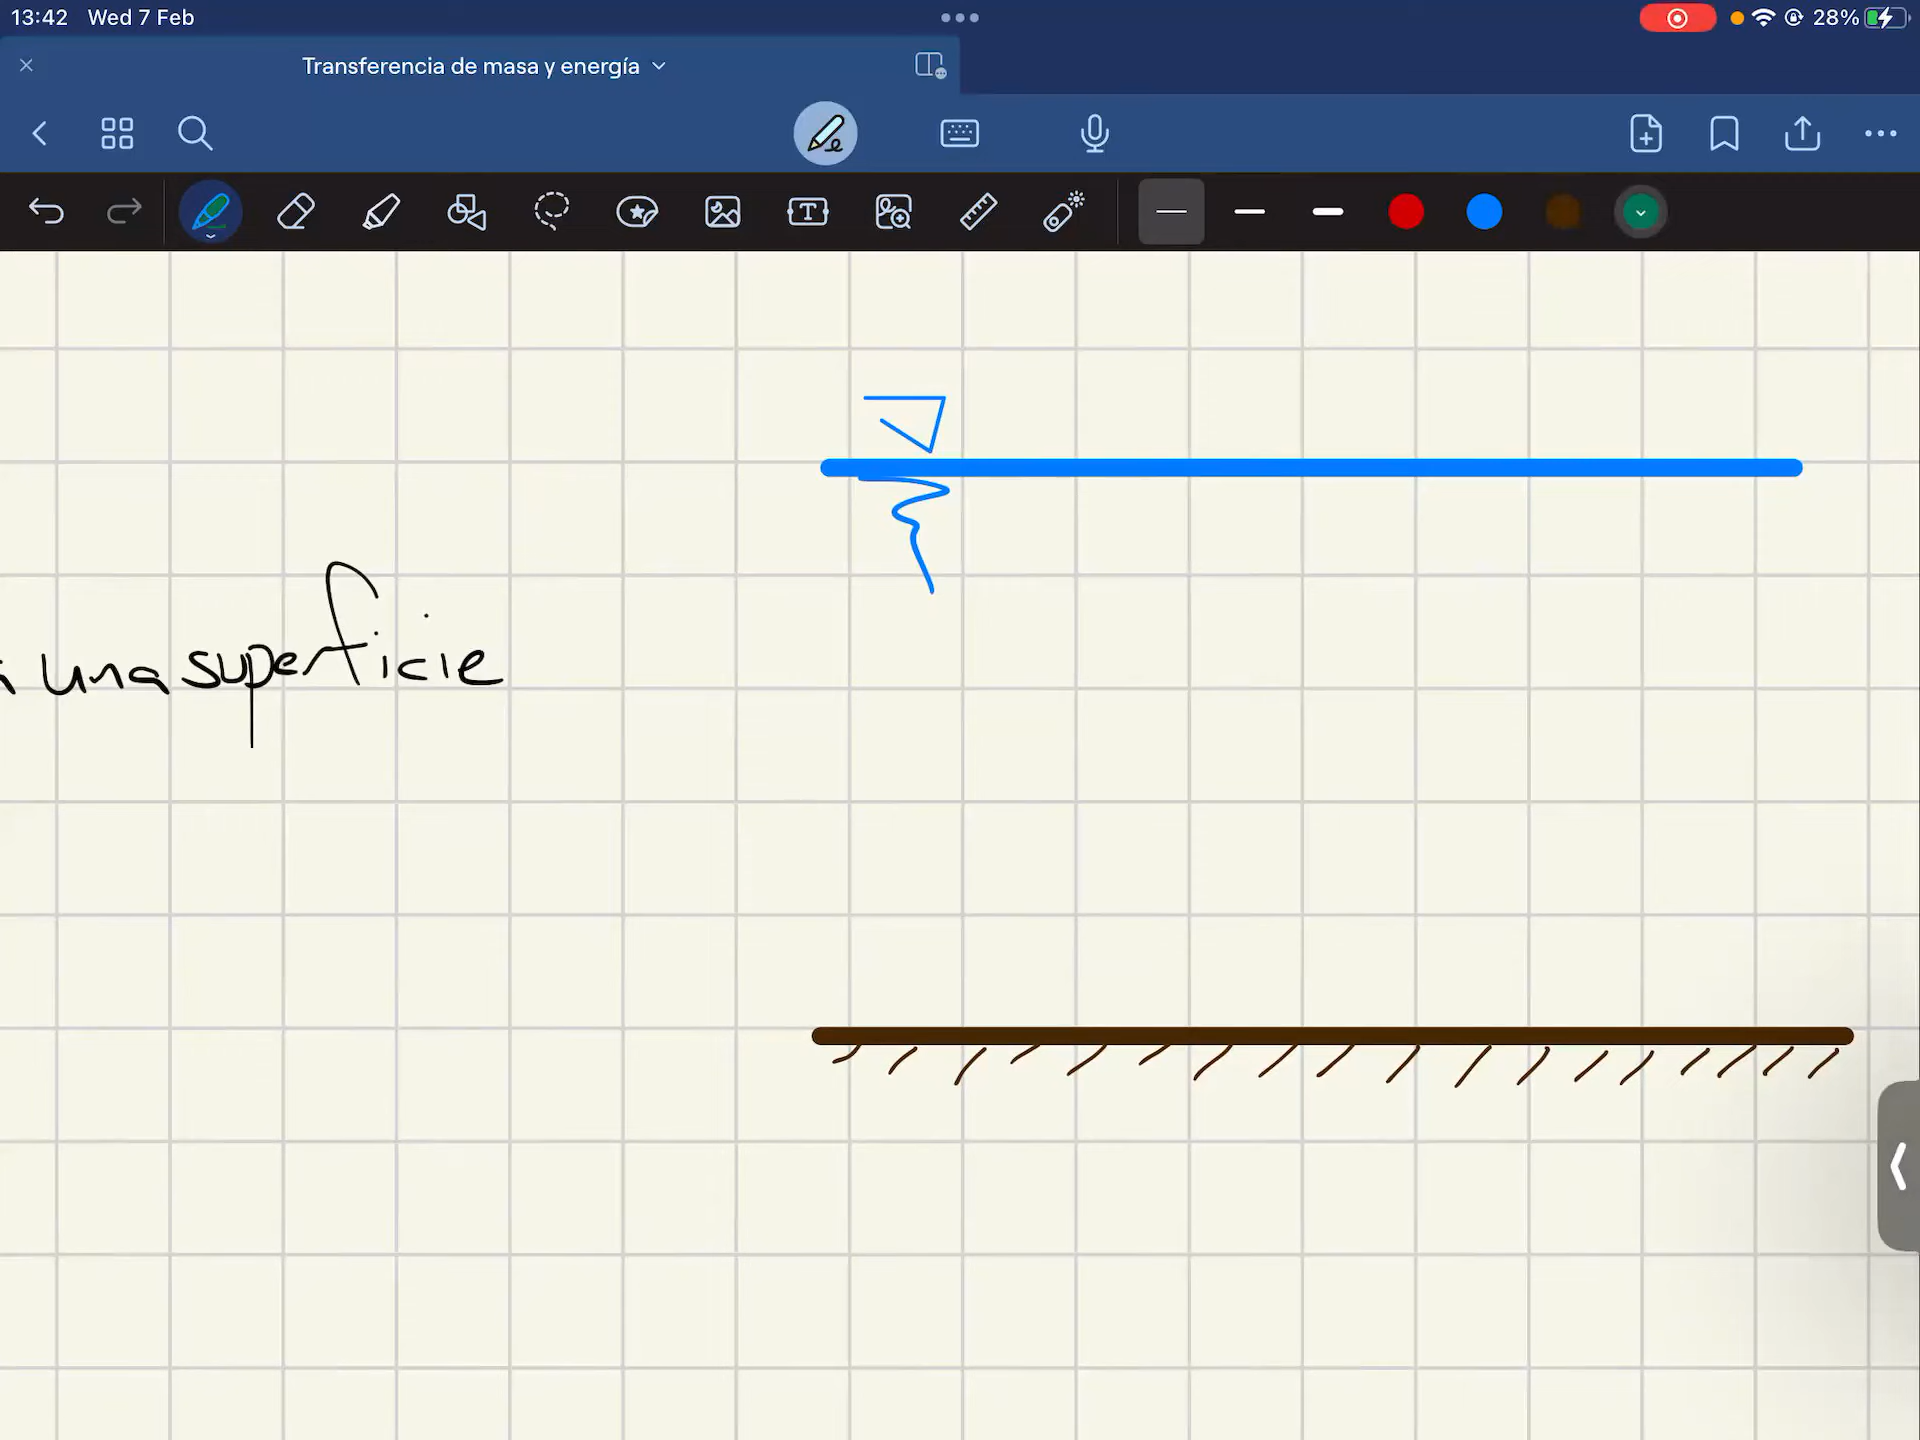 13:42 Wed 7 Feb
28%
Transferencia de masa y energía
una superficie